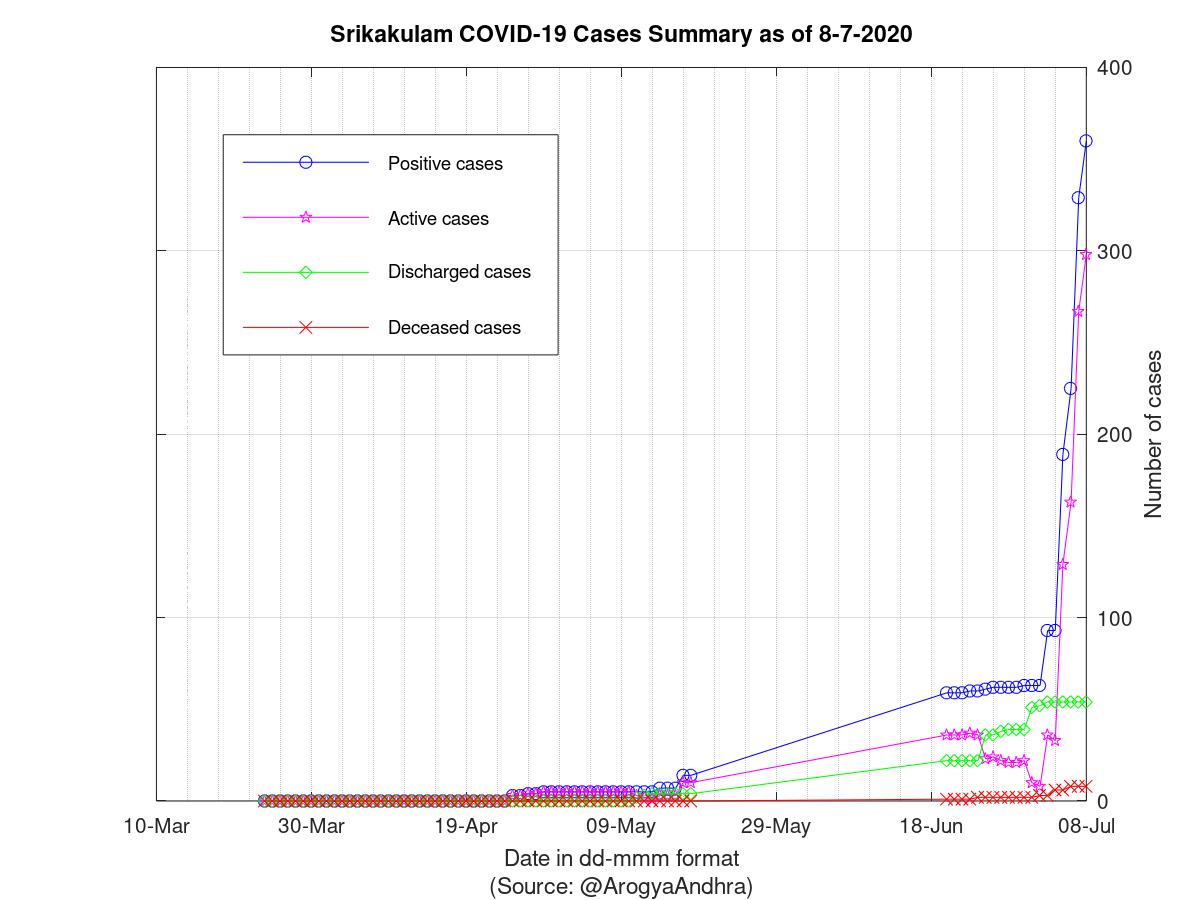 Srikakulam COVID-19 Cases Summary as of 8-7-2020
400
300
200
100
0
Number of cases
Positive cases
Active cases
Discharged cases
Deceased cases
10-Mar 30-Mar 19-Apr 09-May 29-May 18-Jun 08-Jul
Date in dd-mmm format
(Source: @ArogyaAndhra)